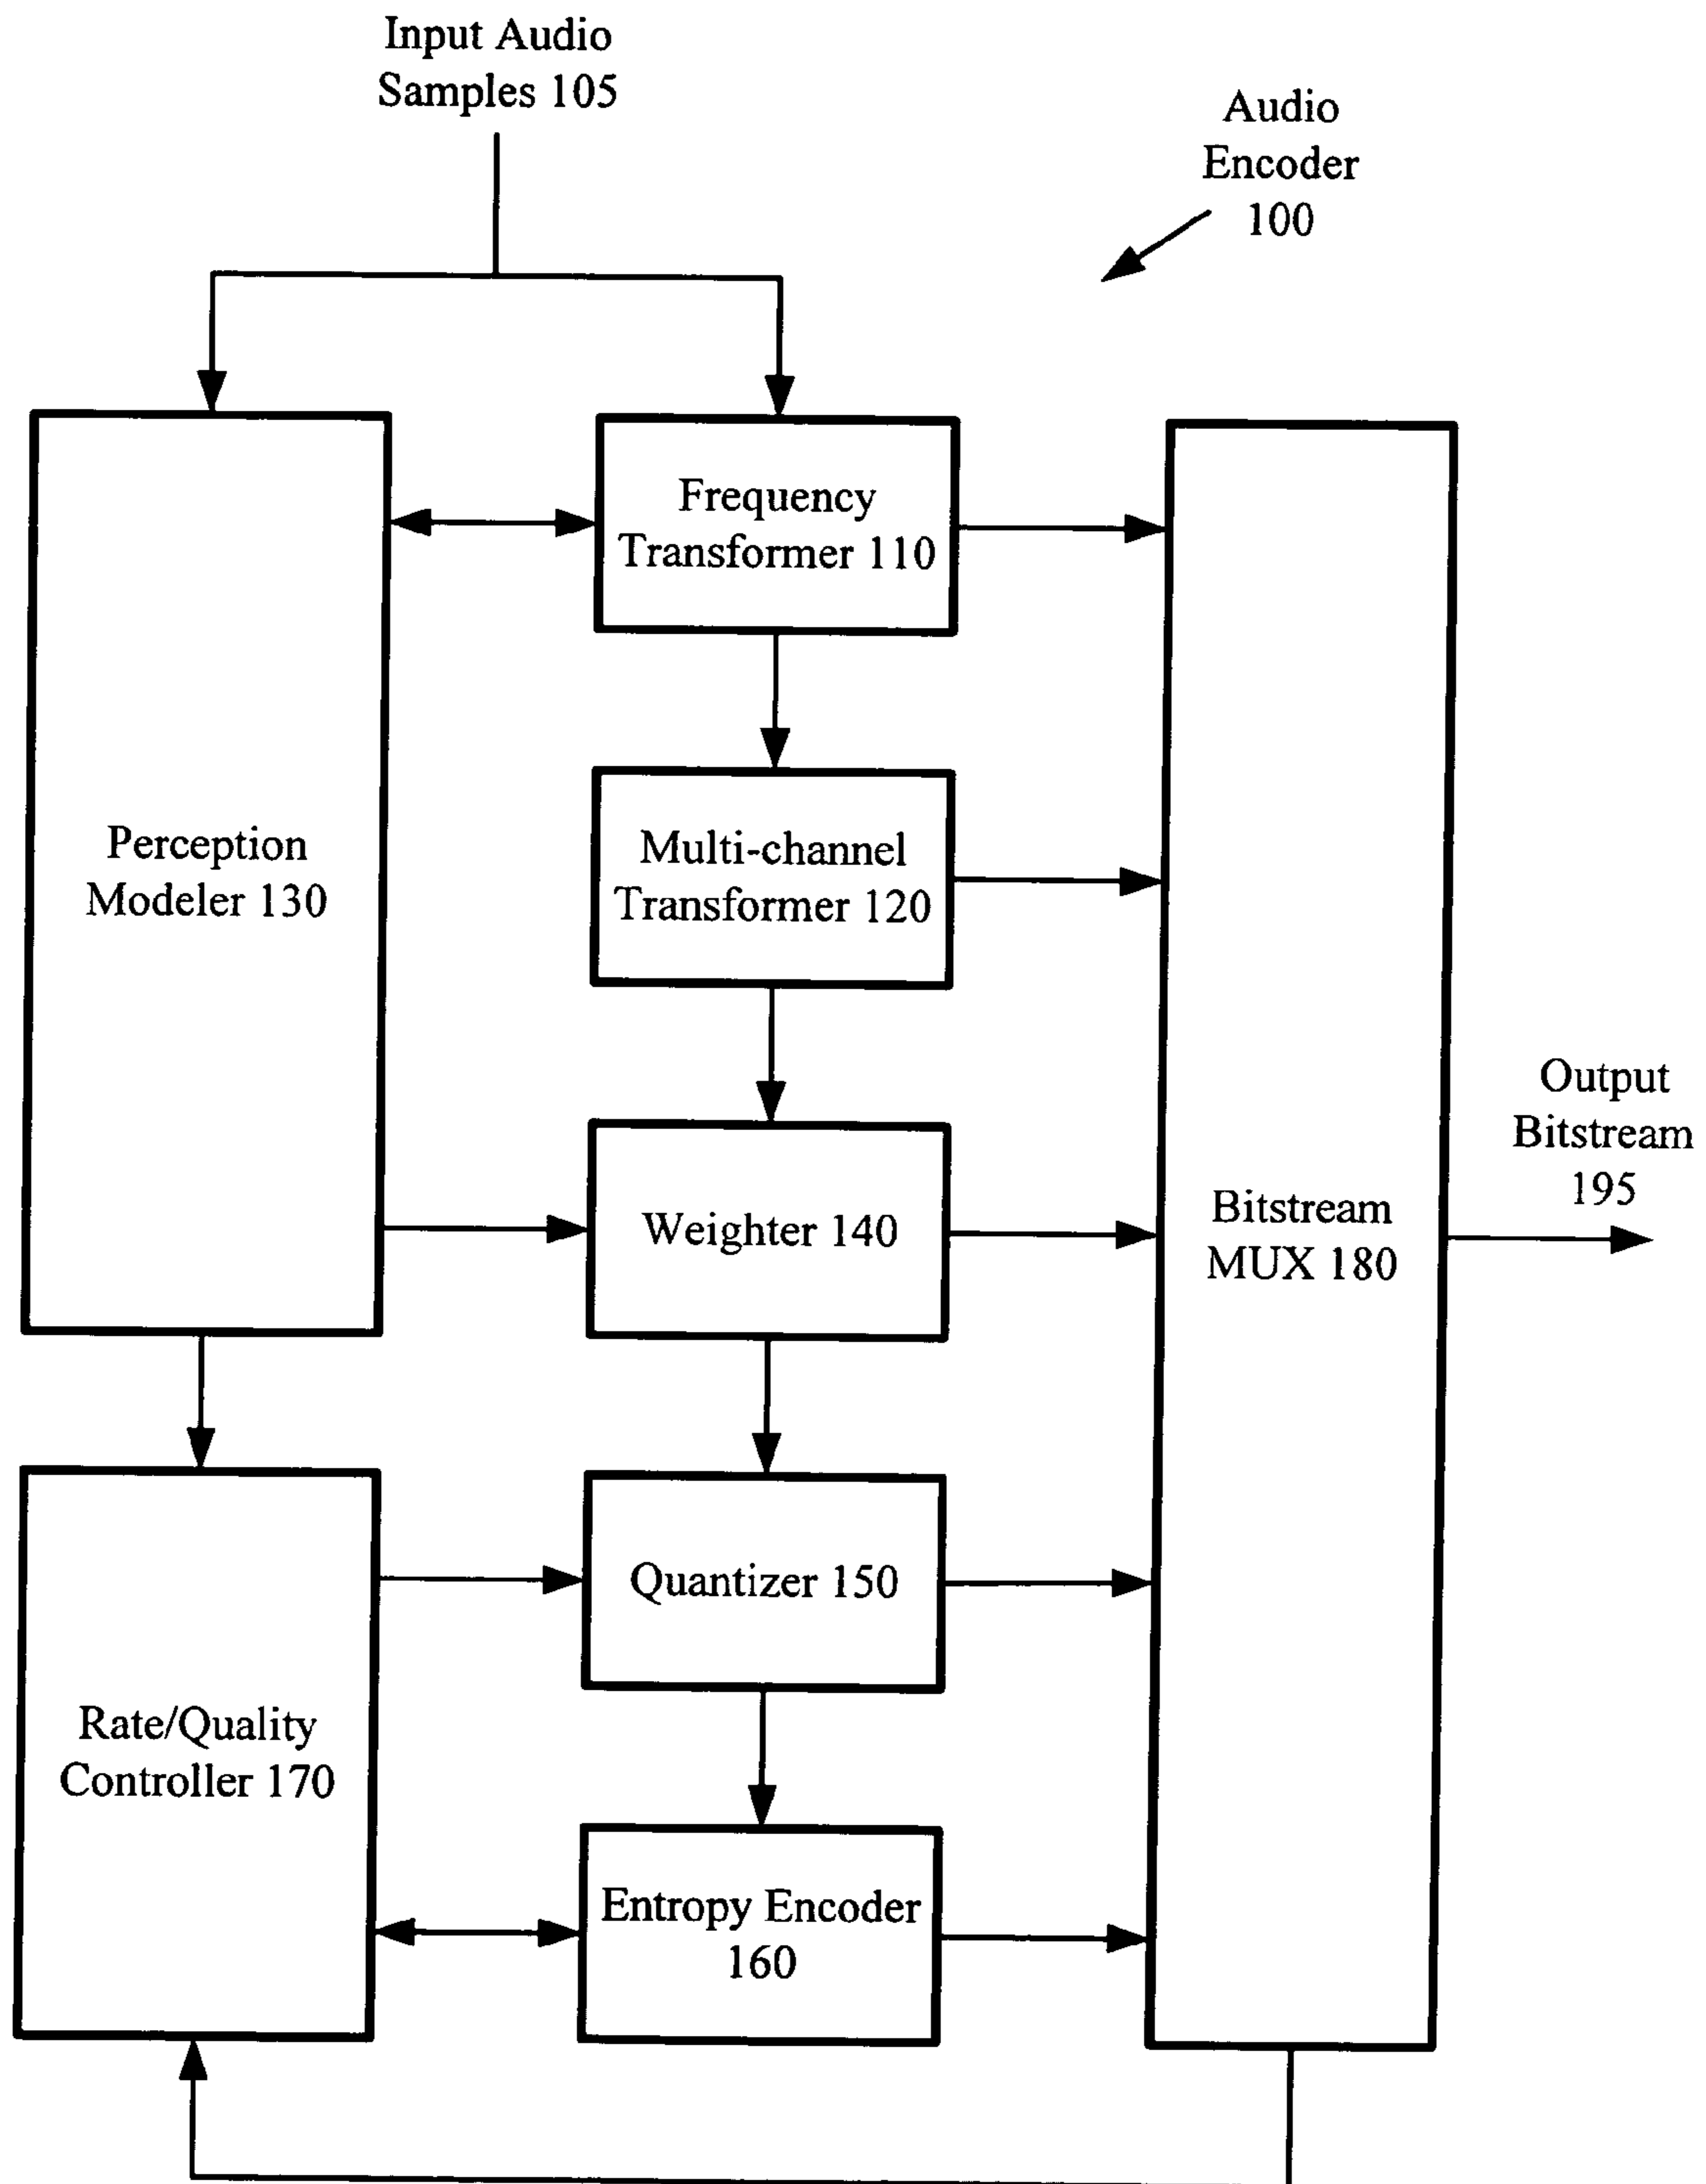 Input Audio
Samples 105
Audio
Encoder
100
Frequency
Transformer 110
Perception
Modeler 130
Multi-channel
Transformer 120
Output
Bitstream
195
Weighter 140
Bitstream
MUX 180
Quantizer 150
Rate/Quality
Controller 170
Entropy Encoder
160